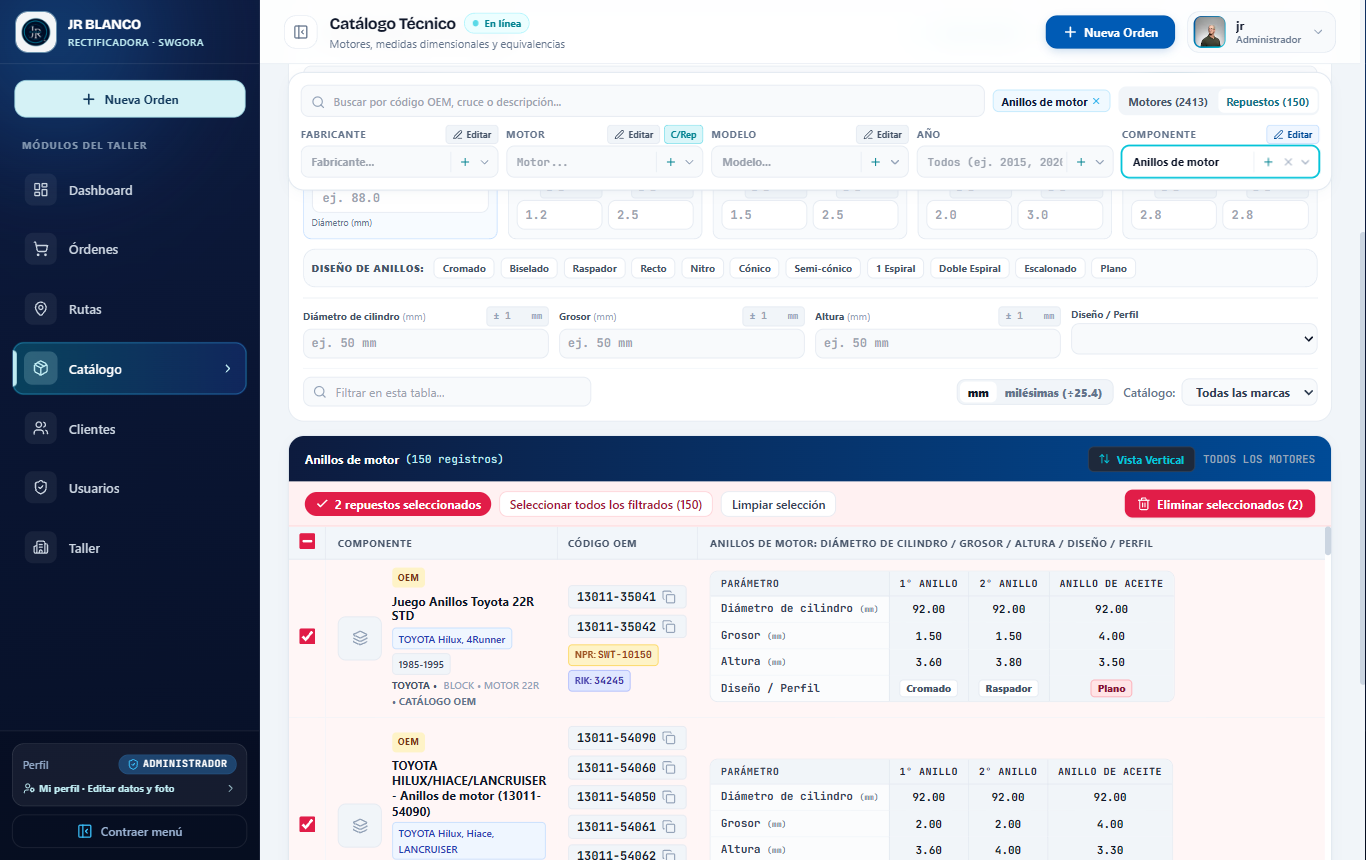 JR BLANCO
RECTIFICADORA · SWGORA
Nueva Orden
MÓDULOS DEL TALLER
Dashboard
Órdenes
Rutas
Catálogo
Clientes
Usuarios
Taller
Perfil
ADMINISTRADOR
Mi perfil · Editar datos y foto
Contraer menú
Catálogo Técnico
En línea
Motores, medidas dimensionales y equivalencias
Nueva Orden
jr
Administrador
Buscar por código OEM, cruce o descripción...
Anillos de motor ×
Motores (2413)
Repuestos (150)
FABRICANTE Editar
MOTOR Editar C/Rep
MODELO Editar
AÑO
COMPONENTE Editar
Fabricante...
Motor...
Modelo...
Todos (ej. 2015, 2020
Anillos de motor
ej. 88.0
Diámetro (mm)
1.2 2.5
1.5 2.5
2.0 3.0
2.8 2.8
DISEÑO DE ANILLOS: Cromado Biselado Raspador Recto Nitro Cónico Semi-cónico 1 Espiral Doble Espiral Escalonado Plano
Diámetro de cilindro (mm) ± 1 mm
Grosor (mm) ± 1 mm
Altura (mm) ± 1 mm
Diseño / Perfil
ej. 50 mm
ej. 50 mm
ej. 50 mm
Filtrar en esta tabla...
mm milésimas (÷25.4)
Catálogo: Todas las marcas
Anillos de motor (150 registros)
Vista Vertical
TODOS LOS MOTORES
2 repuestos seleccionados
Seleccionar todos los filtrados (150)
Limpiar selección
Eliminar seleccionados (2)
COMPONENTE
CÓDIGO OEM
ANILLOS DE MOTOR: DIÁMETRO DE CILINDRO / GROSOR / ALTURA / DISEÑO / PERFIL
OEM
Juego Anillos Toyota 22R
STD
TOYOTA Hilux, 4Runner
1985-1995
TOYOTA • BLOCK • MOTOR 22R
• CATÁLOGO OEM
13011-35041
13011-35042
NPR: SWT-10150
RIK: 34245
PARÁMETRO 1° ANILLO 2° ANILLO ANILLO DE ACEITE
Diámetro de cilindro (mm) 92.00 92.00 92.00
Grosor (mm) 1.50 1.50 4.00
Altura (mm) 3.60 3.80 3.50
Diseño / Perfil Cromado Raspador Plano
OEM
TOYOTA
HILUX/HIACE/LANCRUISER
- Anillos de motor (13011-
54090)
TOYOTA Hilux, Hiace,
LANCRUISER
13011-54090
13011-54060
13011-54050
13011-54061
13011-54062
PARÁMETRO 1° ANILLO 2° ANILLO ANILLO DE ACEITE
Diámetro de cilindro (mm) 92.00 92.00 92.00
Grosor (mm) 2.00 2.00 4.00
Altura (mm) 3.60 4.00 3.30